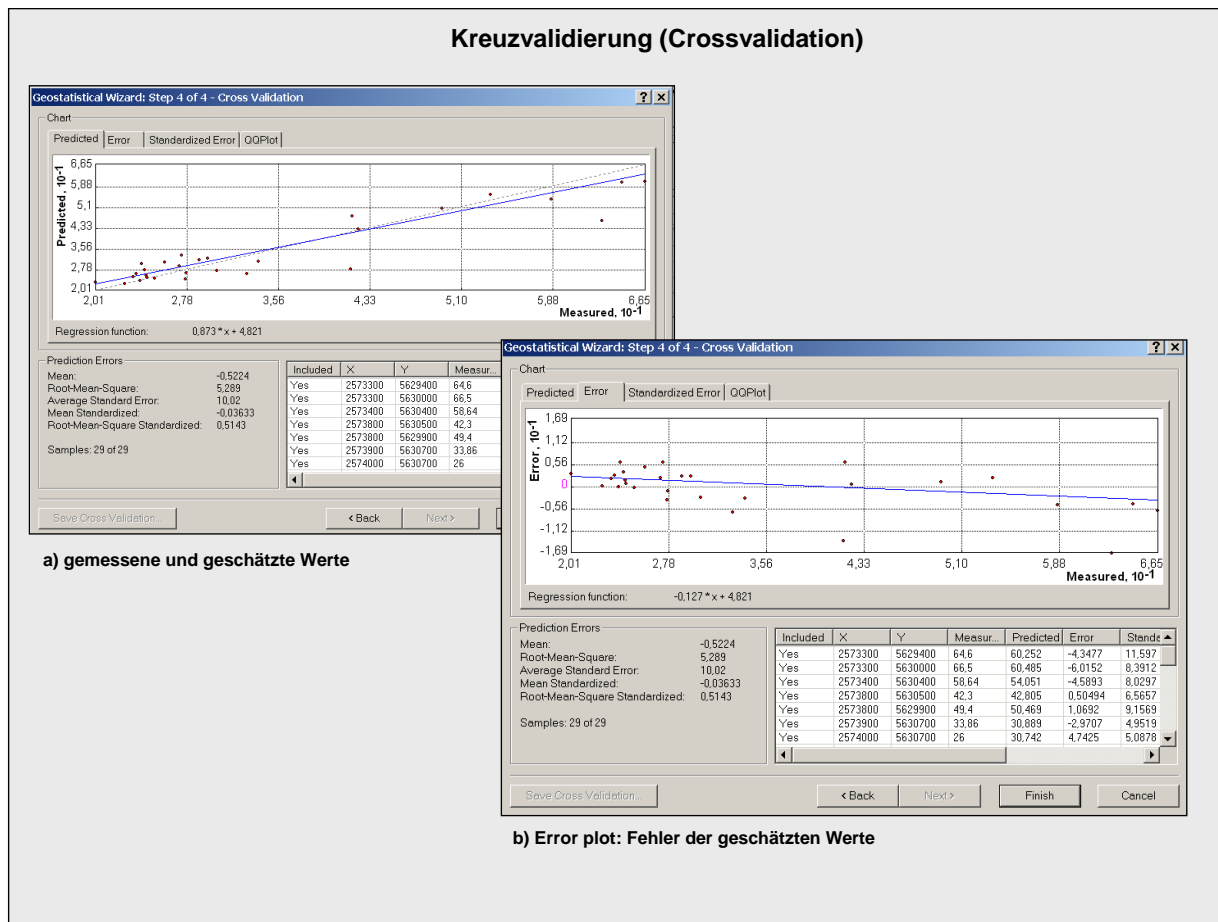 Kreuzvalidierung (Crossvalidation)
Geostatistical Wizard: Step 4 of 4 - Cross Validation
Chart
Predicted Error Standardized Error QQPlot
Predicted, 10-1
6,65
5,88
5,1
4,33
3,56
2,78
2,01
2,01 2,78 3,56 4,33 5,10 5,88 6,65
Measured, 10-1
Regression function: 0,873 * x + 4,821
Prediction Errors
Mean: -0,5224
Root-Mean-Square: 5,289
Average Standard Error: 10,02
Mean Standardized: -0,03633
Root-Mean-Square Standardized: 0,5143
Samples: 29 of 29
Included X Y Measur...
Yes 2573300 5629400 64,6
Yes 2573300 5630000 66,5
Yes 2573400 5630400 58,64
Yes 2573800 5630500 42,3
Yes 2573800 5629900 49,4
Yes 2573900 5630700 33,86
Yes 2574000 5630700 26
Save Cross Validation... < Back Next >
a) gemessene und geschätzte Werte
Geostatistical Wizard: Step 4 of 4 - Cross Validation
Chart
Predicted Error Standardized Error QQPlot
Error, 10-1
1,69
1,12
0,56
0
-0,56
-1,12
-1,69
2,01 2,78 3,56 4,33 5,10 5,88 6,65
Measured, 10-1
Regression function: -0,127 * x + 4,821
Prediction Errors
Mean: -0,5224
Root-Mean-Square: 5,289
Average Standard Error: 10,02
Mean Standardized: -0,03633
Root-Mean-Square Standardized: 0,5143
Samples: 29 of 29
Included X Y Measur... Predicted Error Standa
Yes 2573300 5629400 64,6 60,252 -4,3477 11,597
Yes 2573300 5630000 66,5 60,485 -6,0152 8,3912
Yes 2573400 5630400 58,64 54,051 -4,5893 8,0297
Yes 2573800 5630500 42,3 42,805 0,50494 6,5657
Yes 2573800 5629900 49,4 50,469 1,0692 9,1569
Yes 2573900 5630700 33,86 30,889 -2,9707 4,9519
Yes 2574000 5630700 26 30,742 4,7425 5,0878
Save Cross Validation... < Back Next > Finish Cancel
b) Error plot: Fehler der geschätzten Werte